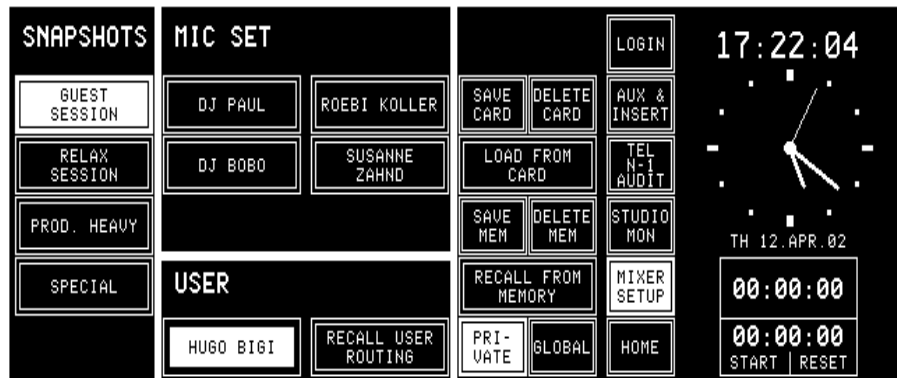 SNAPSHOTS
GUEST
SESSION
RELAX
SESSION
PROD. HEAVY
SPECIAL
MIC SET
DJ PAUL
ROEBI KOLLER
DJ BOBO
SUSANNE
ZAHND
USER
HUGO BIGI
RECALL USER
ROUTING
SAVE
CARD
DELETE
CARD
LOAD FROM
CARD
SAVE
MEM
DELETE
MEM
RECALL FROM
MEMORY
PRI-
VATE
GLOBAL
LOGIN
AUX &
INSERT
TEL
N-1
AUDIT
STUDIO
MON
MIXER
SETUP
HOME
17:22:04
TH 12.APR.02
00:00:00
00:00:00
START | RESET